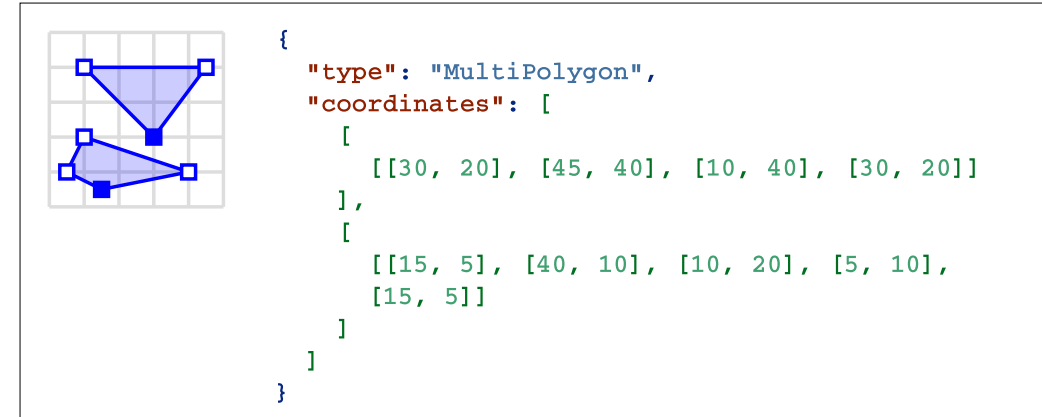 {
"type": "MultiPolygon",
"coordinates": [
[
[[30, 20], [45, 40], [10, 40], [30, 20]]
],
[
[[15, 5], [40, 10], [10, 20], [5, 10],
[15, 5]]
]
]
}